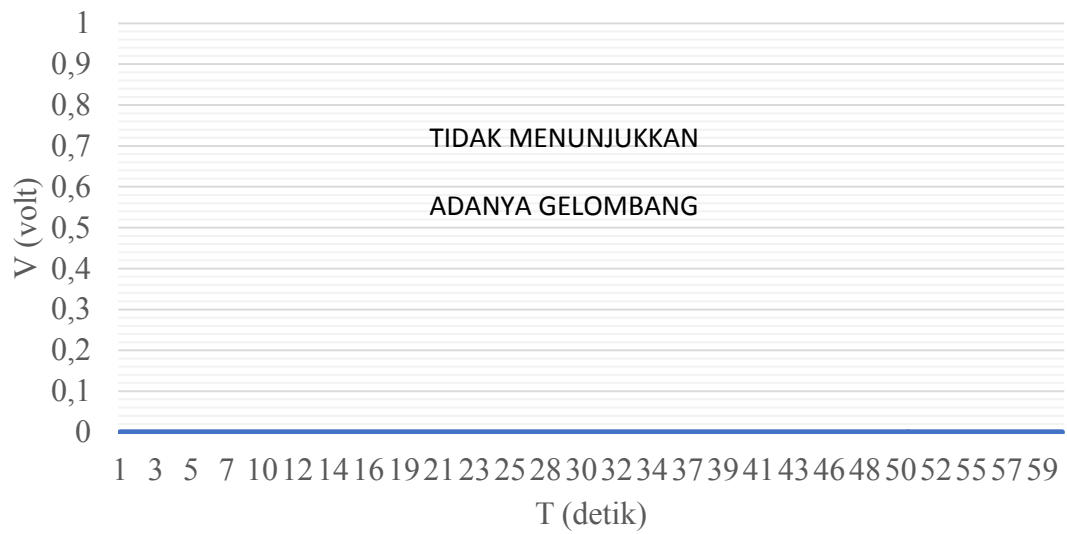 1
0,9
0,8
TIDAK MENUNJUKKAN
0,7
0,6
ADANYA GELOMBANG
0,5
V (volt)
0,4
0,3
0,2
0,1
0
1 3 5 7 10 12 14 16 19 21 23 25 28 30 32 34 37 39 41 43 46 48 50 52 55 57 59
T (detik)